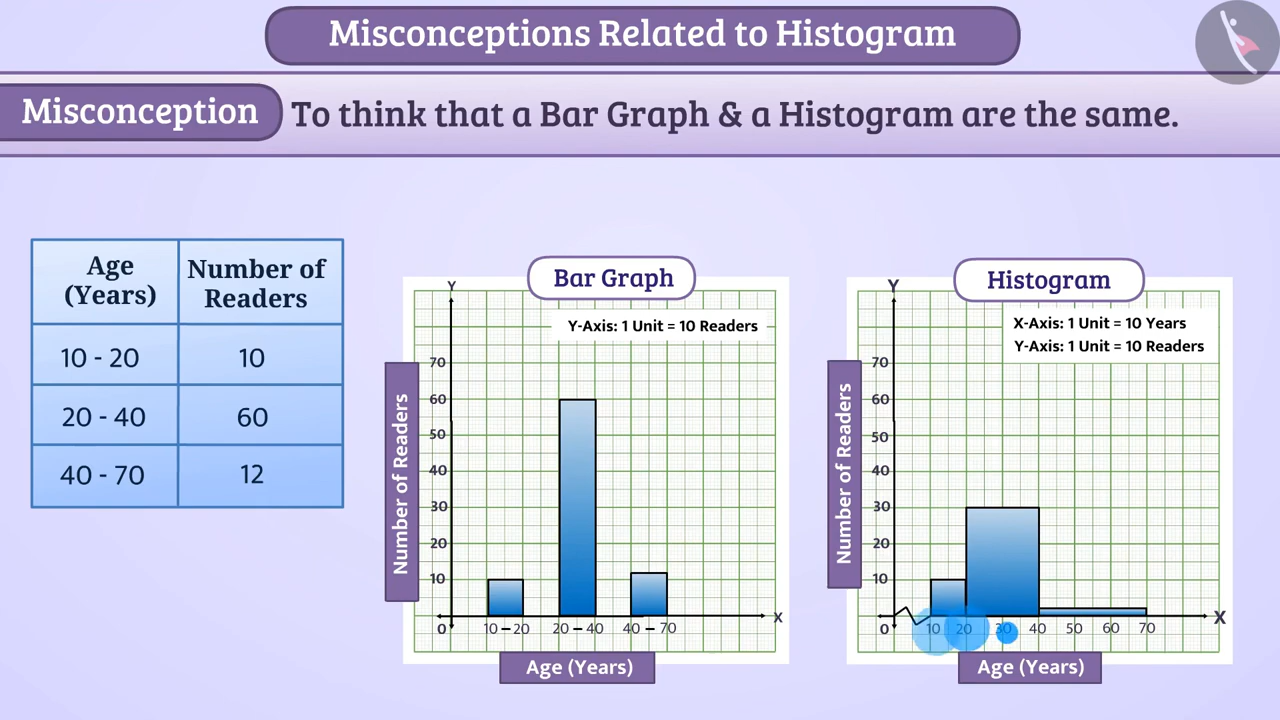 Misconceptions Related to Histogram
Misconception To think that a Bar Graph & a Histogram are the same.
Age (Years) Number of Readers
10 - 20 10
20 - 40 60
40 - 70 12
Bar Graph
Y
Y-Axis: 1 Unit = 10 Readers
70
60
50
40
30
20
10
0
10 – 20 20 – 40 40 – 70
X
Number of Readers
Age (Years)
Histogram
Y
X-Axis: 1 Unit = 10 Years
Y-Axis: 1 Unit = 10 Readers
70
60
50
40
30
20
10
0
10 20 30 40 50 60 70
X
Number of Readers
Age (Years)